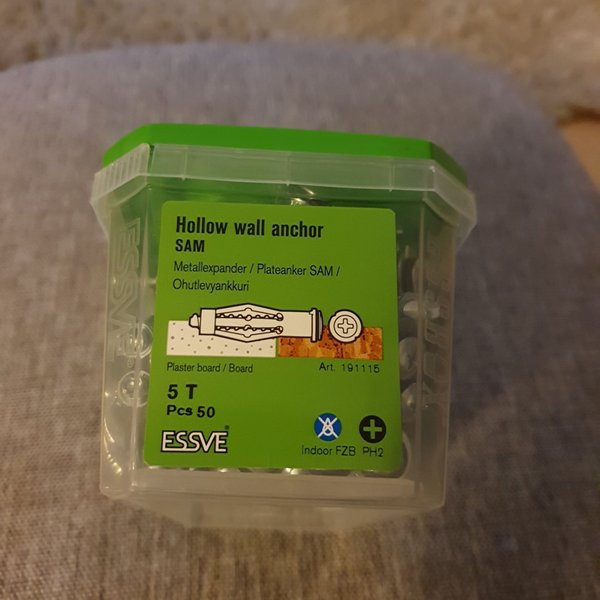 Hollow wall anchor
SAM
Metallexpander / Plateanker SAM /
Ohutlevyankkuri
Plaster board / Board
Art. 191115
5 T
Pcs 50
ESSVE®
Indoor FZB
PH2
ESSVE